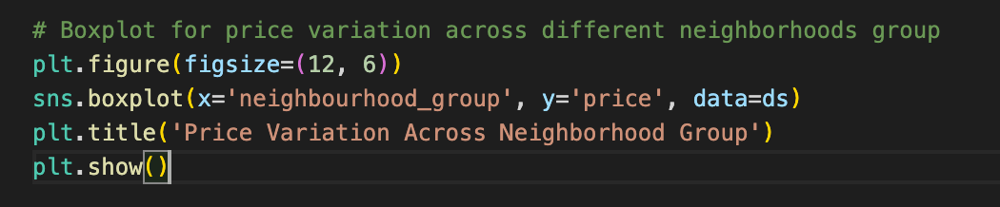 # Boxplot for price variation across different neighborhoods group
plt.figure(figsize=(12, 6))
sns.boxplot(x='neighbourhood_group', y='price', data=ds)
plt.title('Price Variation Across Neighborhood Group')
plt.show()